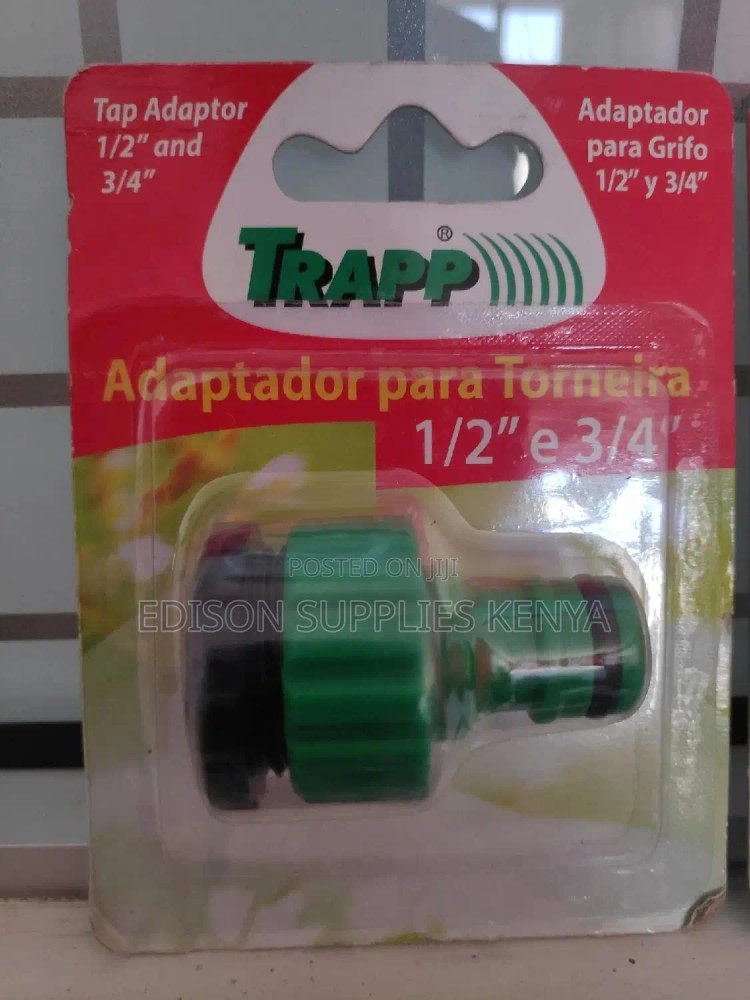 Tap Adaptor
1/2" and
3/4"
Adaptador
para Grifo
1/2" y 3/4"
TRAPP®
Adaptador para Torneira
1/2" e 3/4"
POSTED ON JIJI
EDISON SUPPLIES KENYA